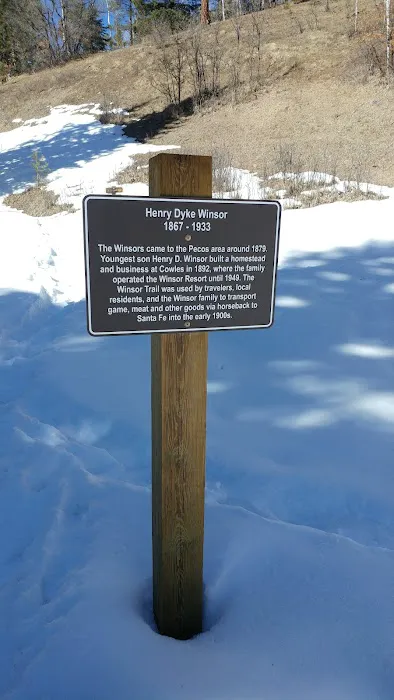 Henry Dyke Winsor
1867 - 1933
The Winsors came to the Pecos area around 1879.
Youngest son Henry D. Winsor built a homestead
and business at Cowles in 1892, where the family
operated the Winsor Resort until 1949. The
Winsor Trail was used by travelers, local
residents, and the Winsor family to transport
game, meat and other goods via horseback to
Santa Fe into the early 1900s.